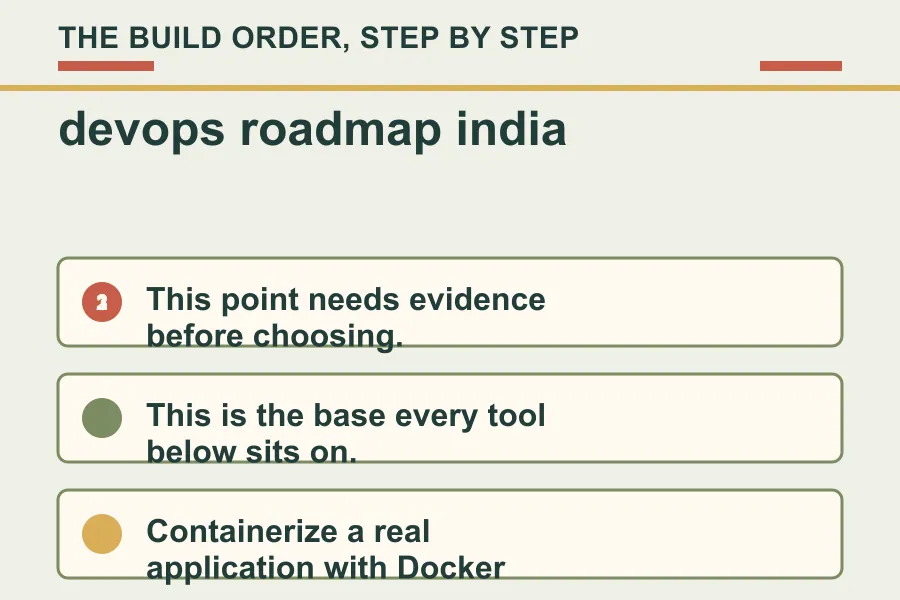 THE BUILD ORDER, STEP BY STEP
devops roadmap india
This point needs evidence
before choosing.
This is the base every tool
below sits on.
Containerize a real
application with Docker